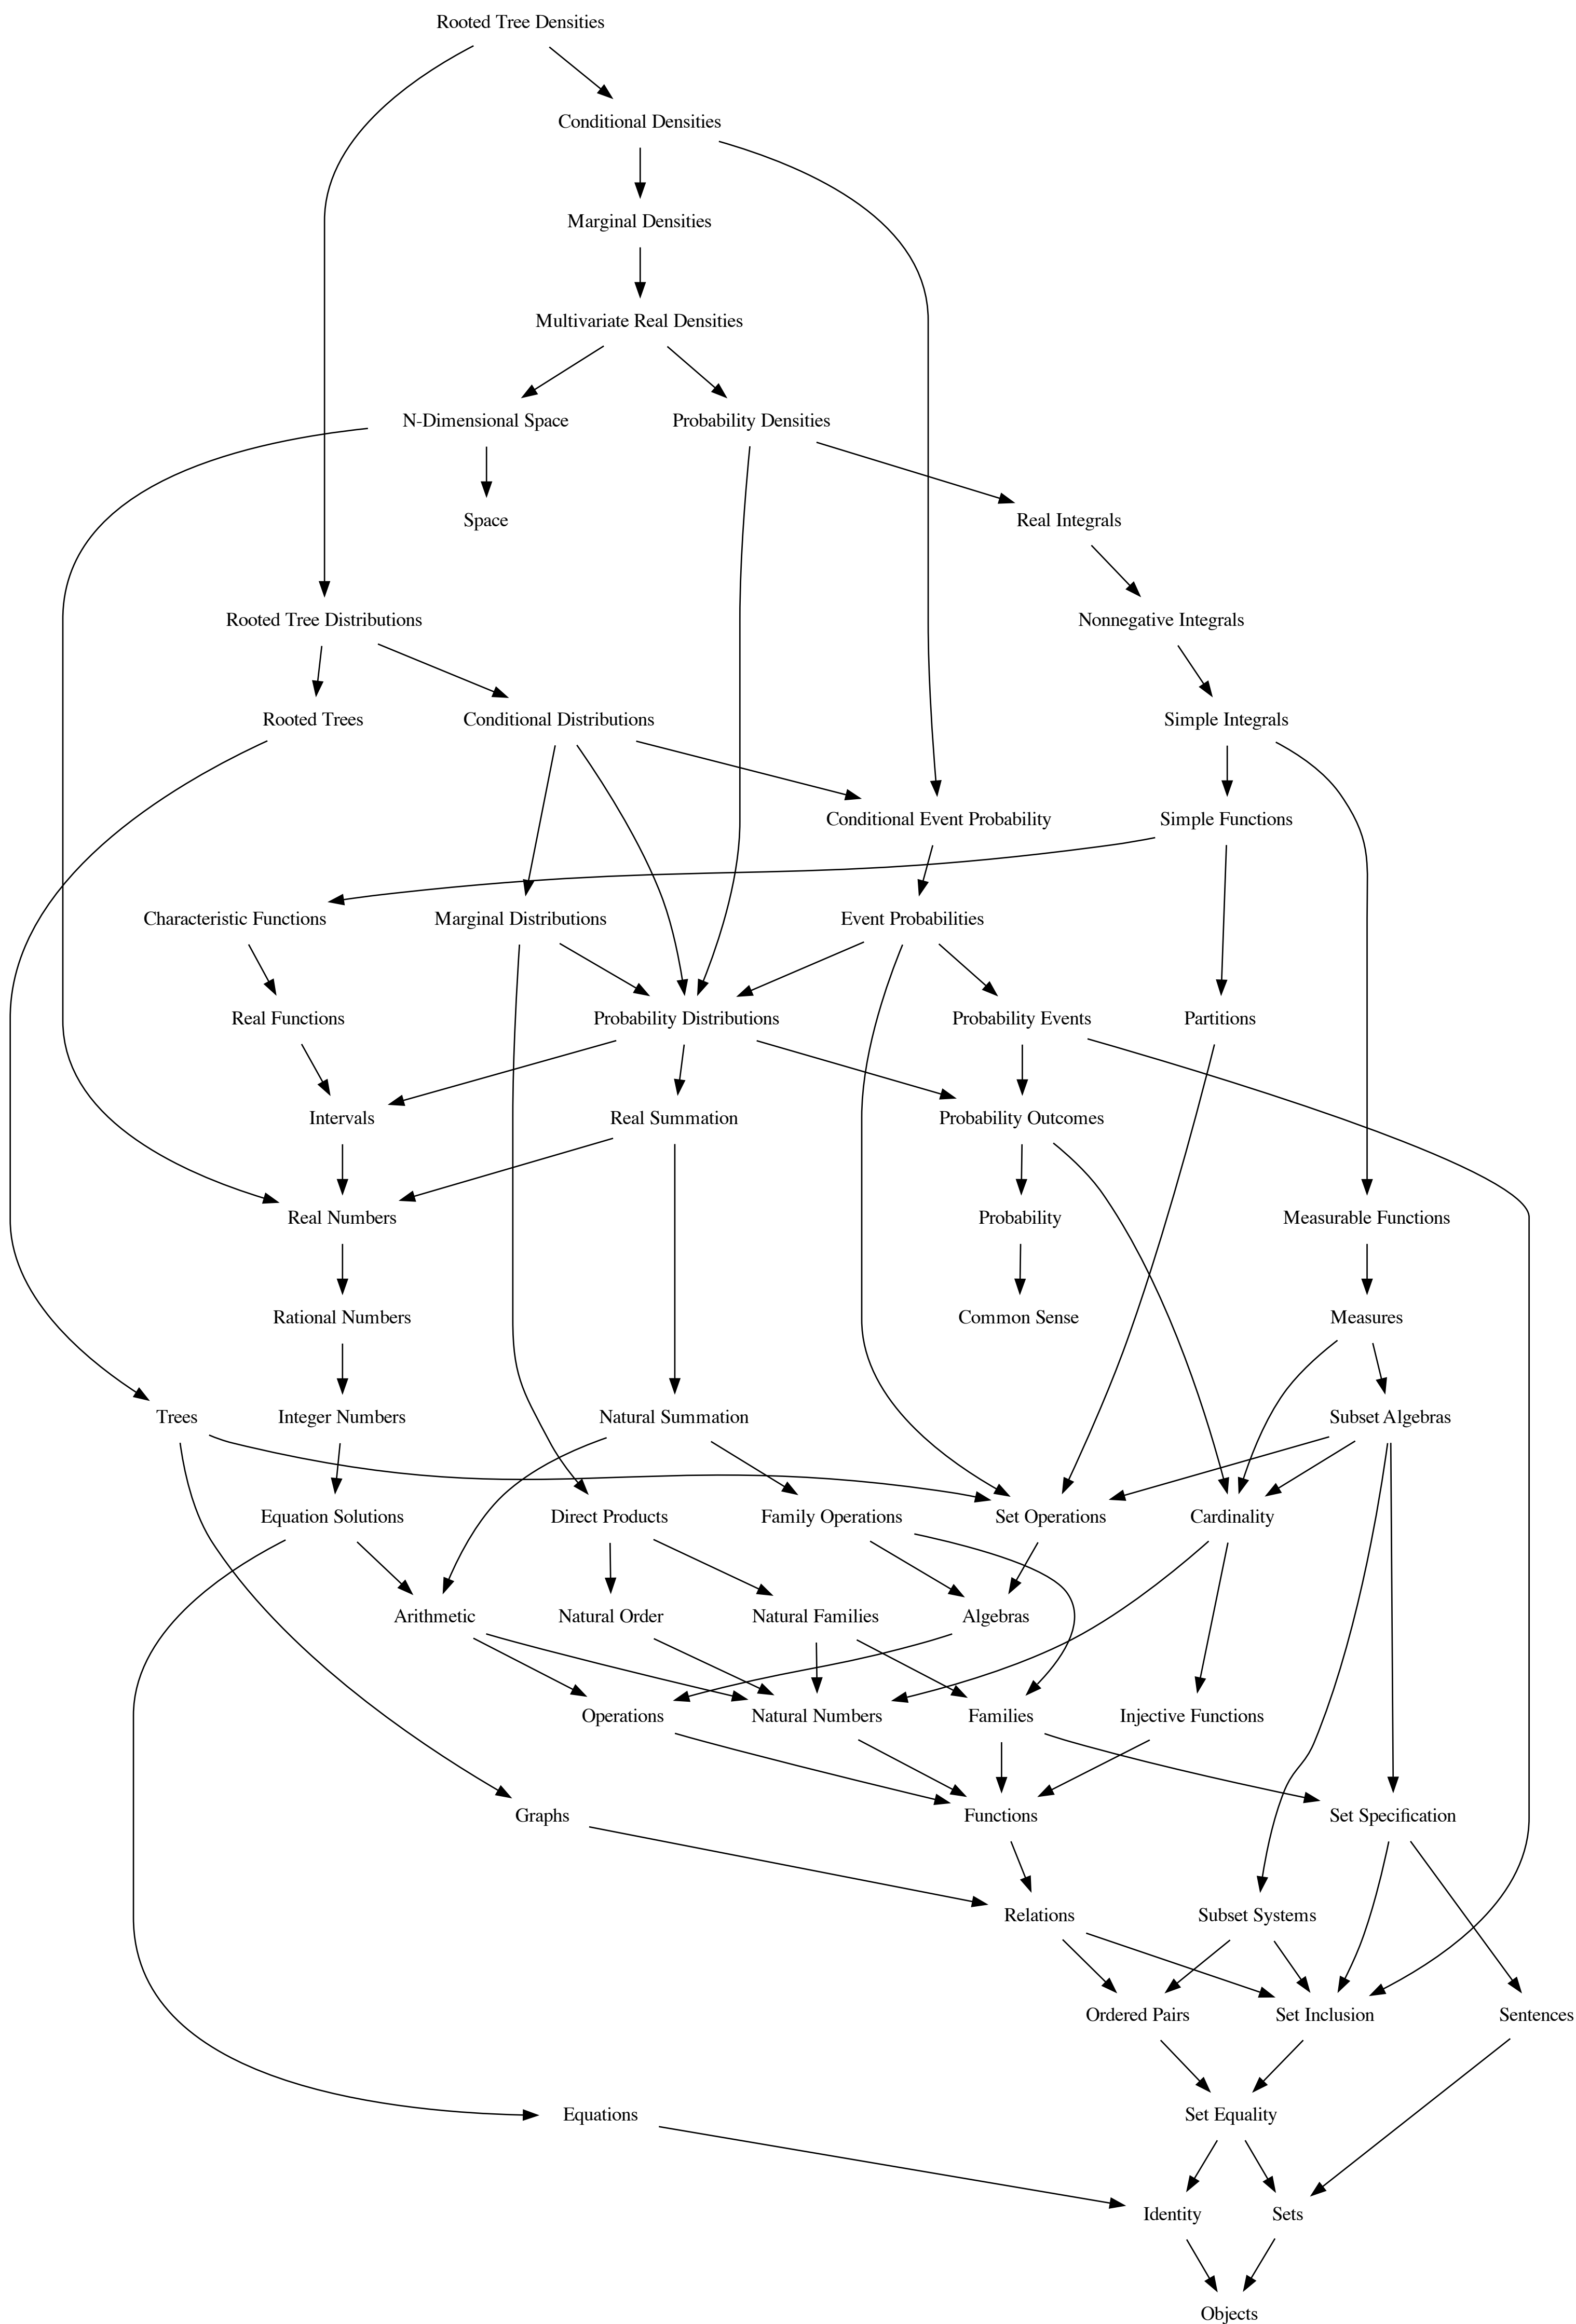 Rooted Tree Densities
Conditional Densities
Marginal Densities
Multivariate Real Densities
N-Dimensional Space
Probability Densities
Space
Real Integrals
Rooted Tree Distributions
Nonnegative Integrals
Rooted Trees
Conditional Distributions
Simple Integrals
Conditional Event Probability
Simple Functions
Characteristic Functions
Marginal Distributions
Event Probabilities
Real Functions
Probability Distributions
Probability Events
Partitions
Intervals
Real Summation
Probability Outcomes
Real Numbers
Probability
Measurable Functions
Rational Numbers
Common Sense
Measures
Trees
Integer Numbers
Natural Summation
Subset Algebras
Equation Solutions
Direct Products
Family Operations
Set Operations
Cardinality
Arithmetic
Natural Order
Natural Families
Algebras
Operations
Natural Numbers
Families
Injective Functions
Graphs
Functions
Set Specification
Relations
Subset Systems
Ordered Pairs
Set Inclusion
Sentences
Equations
Set Equality
Identity
Sets
Objects